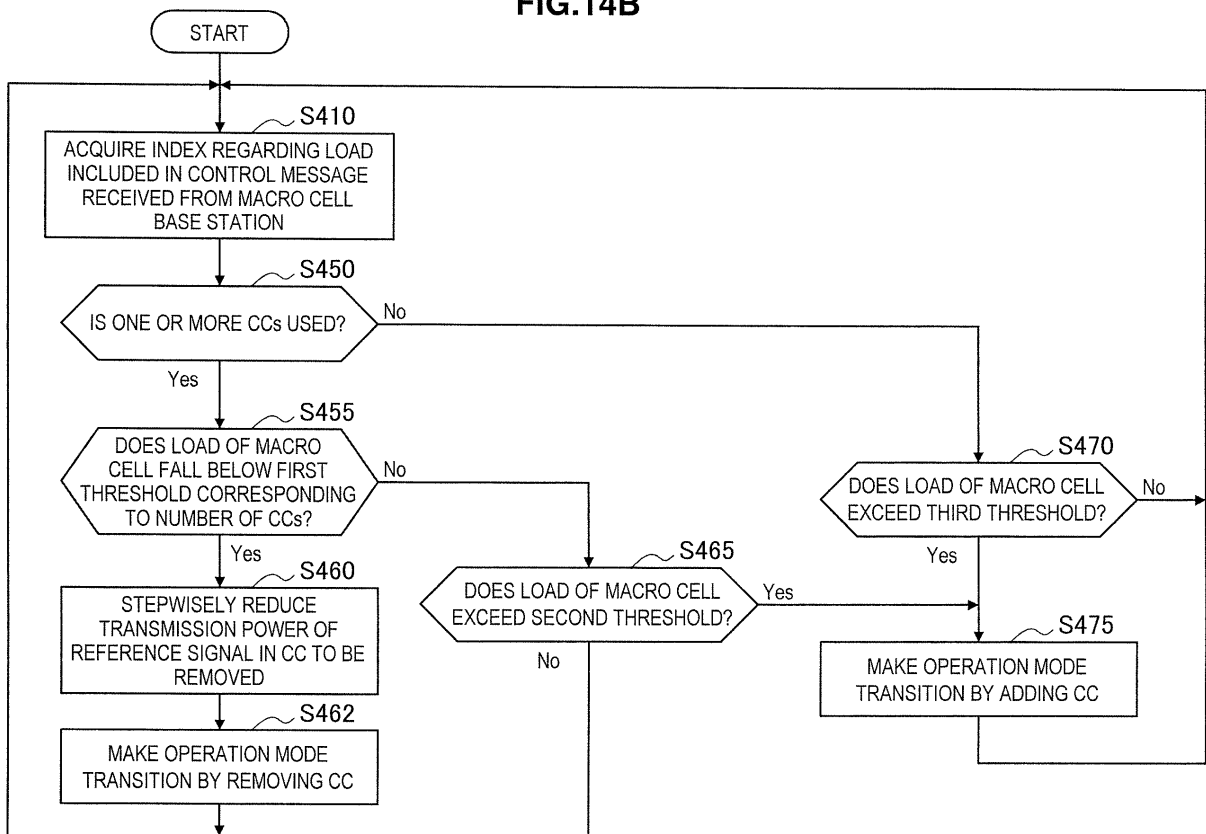 FIG.14B
START
S410
ACQUIRE INDEX REGARDING LOAD
INCLUDED IN CONTROL MESSAGE
RECEIVED FROM MACRO CELL
BASE STATION
S450
IS ONE OR MORE CCs USED?
No
Yes
S455
DOES LOAD OF MACRO
CELL FALL BELOW FIRST
THRESHOLD CORRESPONDING
TO NUMBER OF CCs?
No
Yes
S470
DOES LOAD OF MACRO CELL
EXCEED THIRD THRESHOLD?
No
Yes
S460
STEPWISELY REDUCE
TRANSMISSION POWER OF
REFERENCE SIGNAL IN CC TO BE
REMOVED
S465
DOES LOAD OF MACRO CELL
EXCEED SECOND THRESHOLD?
Yes
No
S475
MAKE OPERATION MODE
TRANSITION BY ADDING CC
S462
MAKE OPERATION MODE
TRANSITION BY REMOVING CC